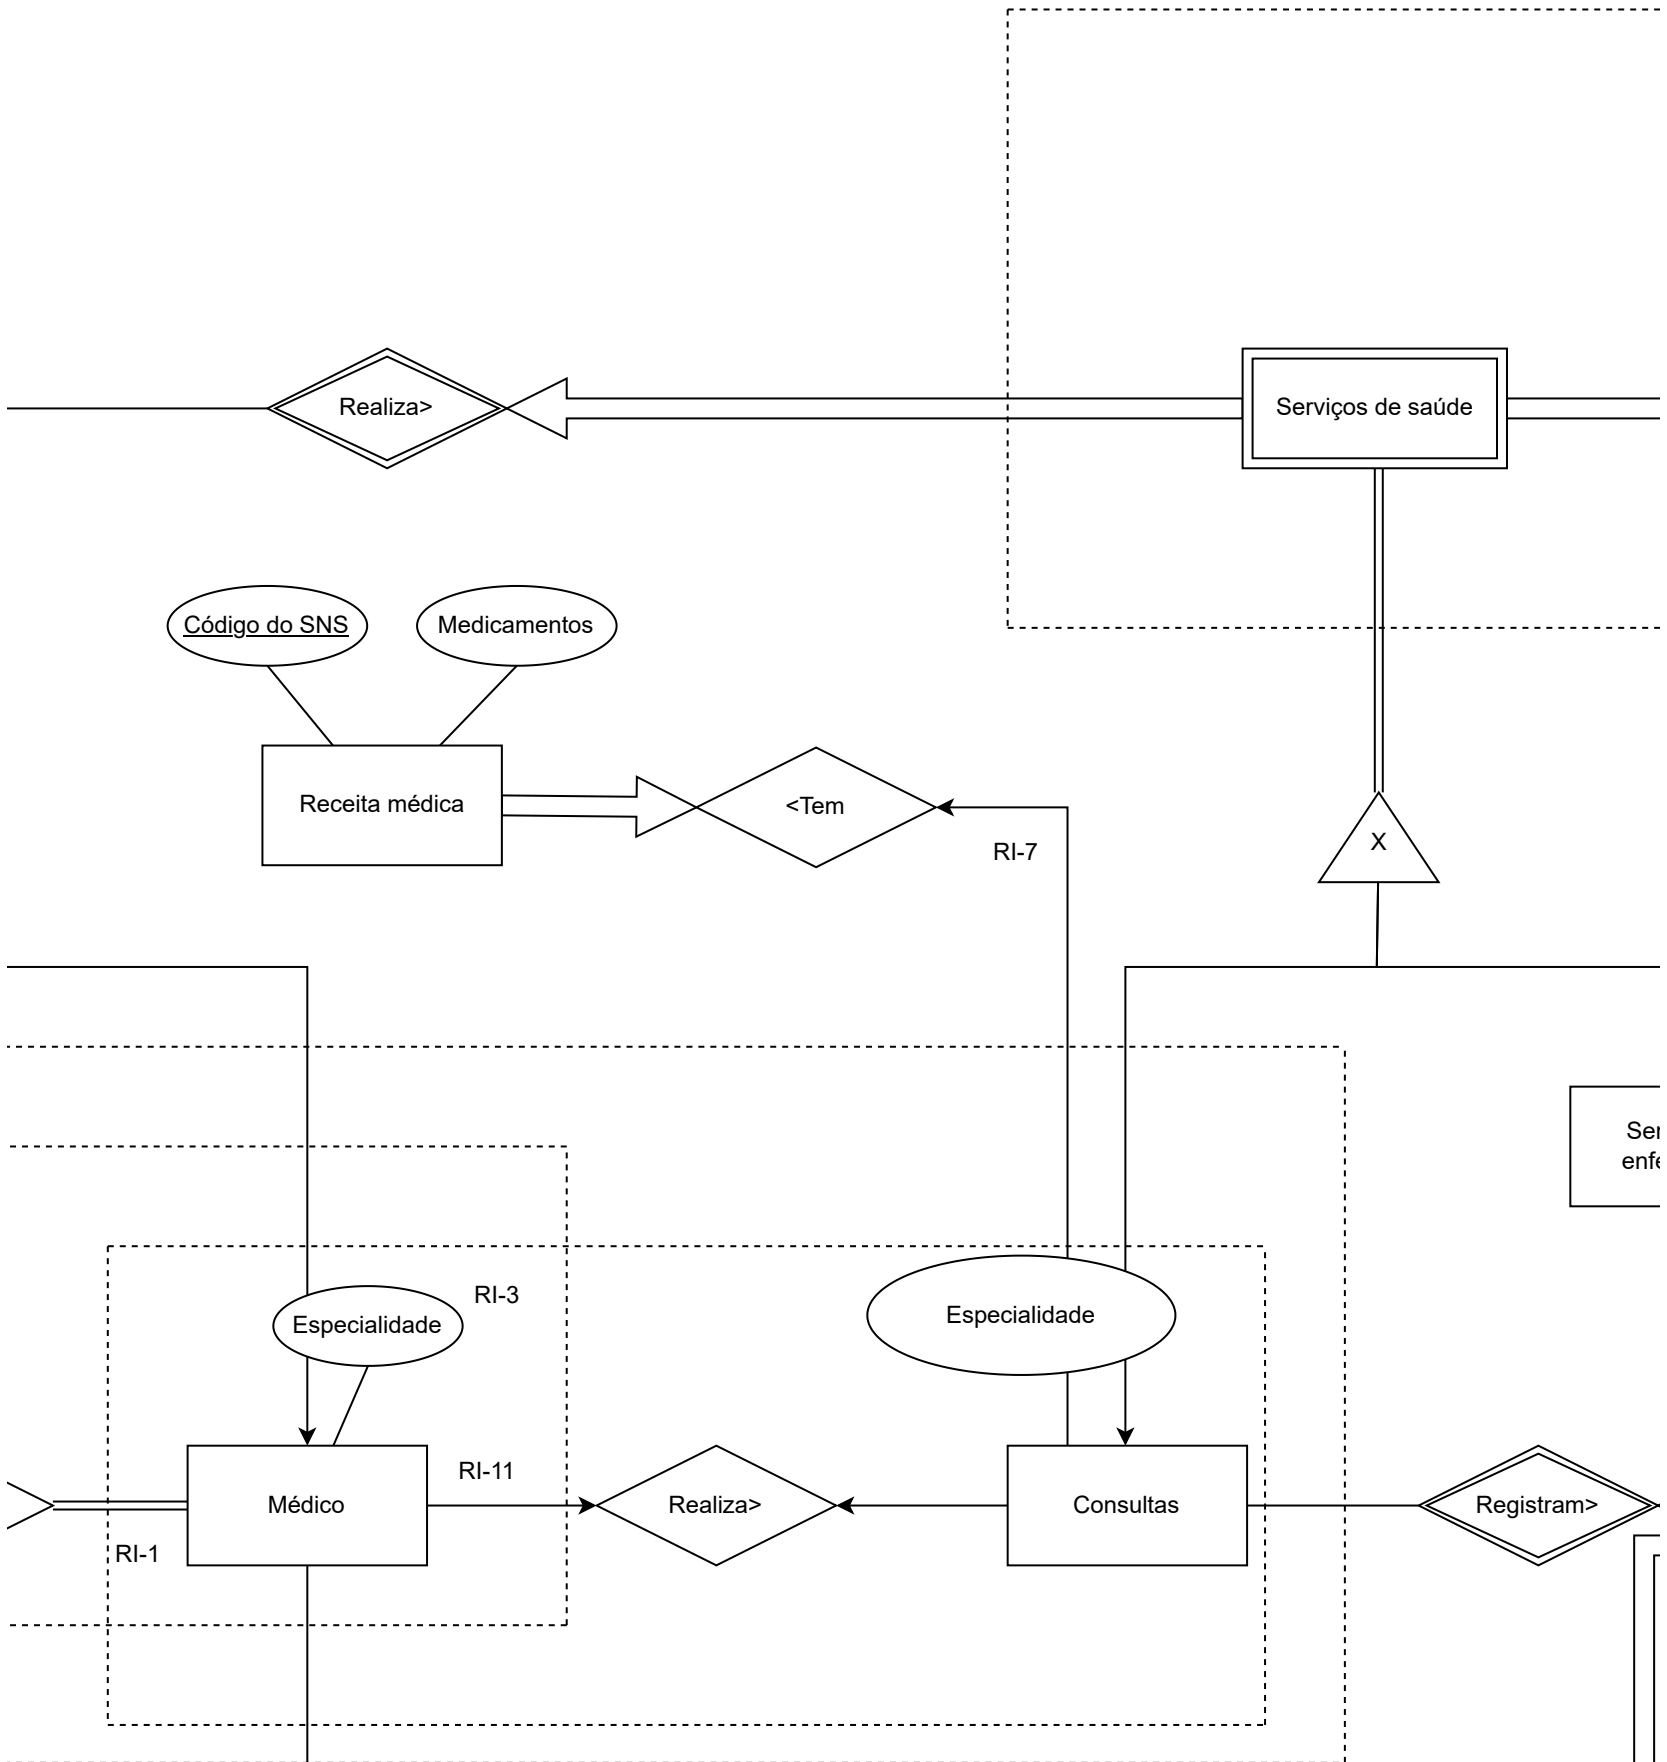 Realiza>
Serviços de saúde
Código do SNS
Medicamentos
Receita médica
<Tem
RI-7
X
Especialidade
RI-3
Especialidade
Médico
RI-11
Realiza>
Consultas
Registram>
RI-1